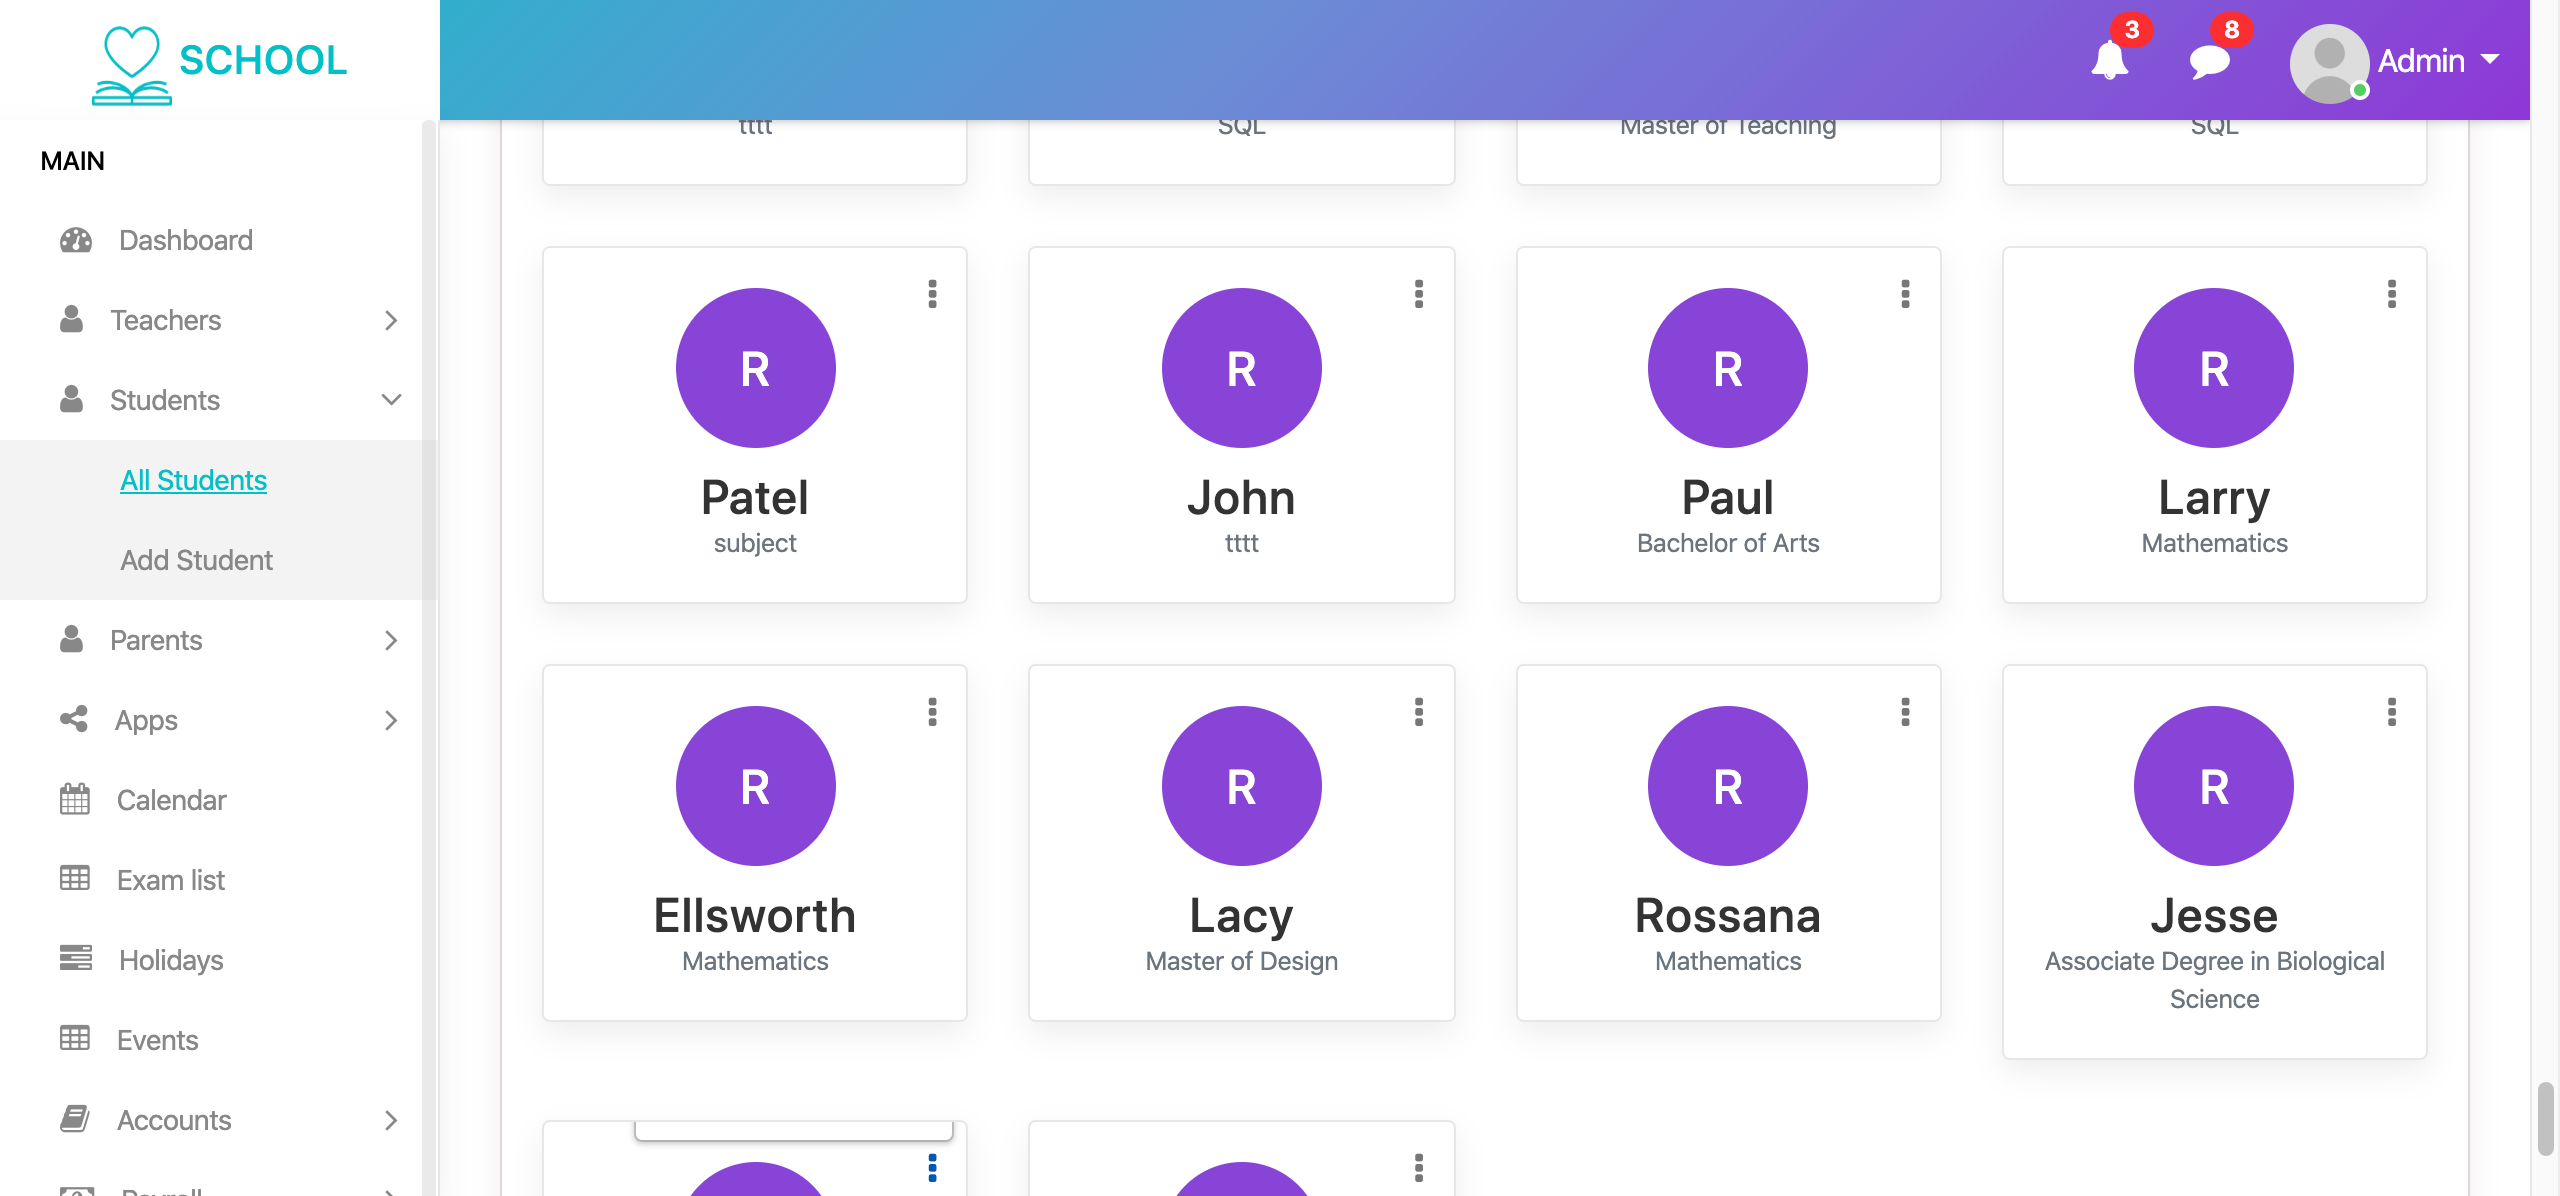 SCHOOL
3
8
Admin
MAIN
Dashboard
Teachers
Students
All Students
Add Student
Parents
Apps
Calendar
Exam list
Holidays
Events
Accounts
Payroll
tttt
SQL
Master of Teaching
SQL
R
R
R
R
Patel
John
Paul
Larry
subject
tttt
Bachelor of Arts
Mathematics
R
R
R
R
Ellsworth
Lacy
Rossana
Jesse
Mathematics
Master of Design
Mathematics
Associate Degree in Biological
Science